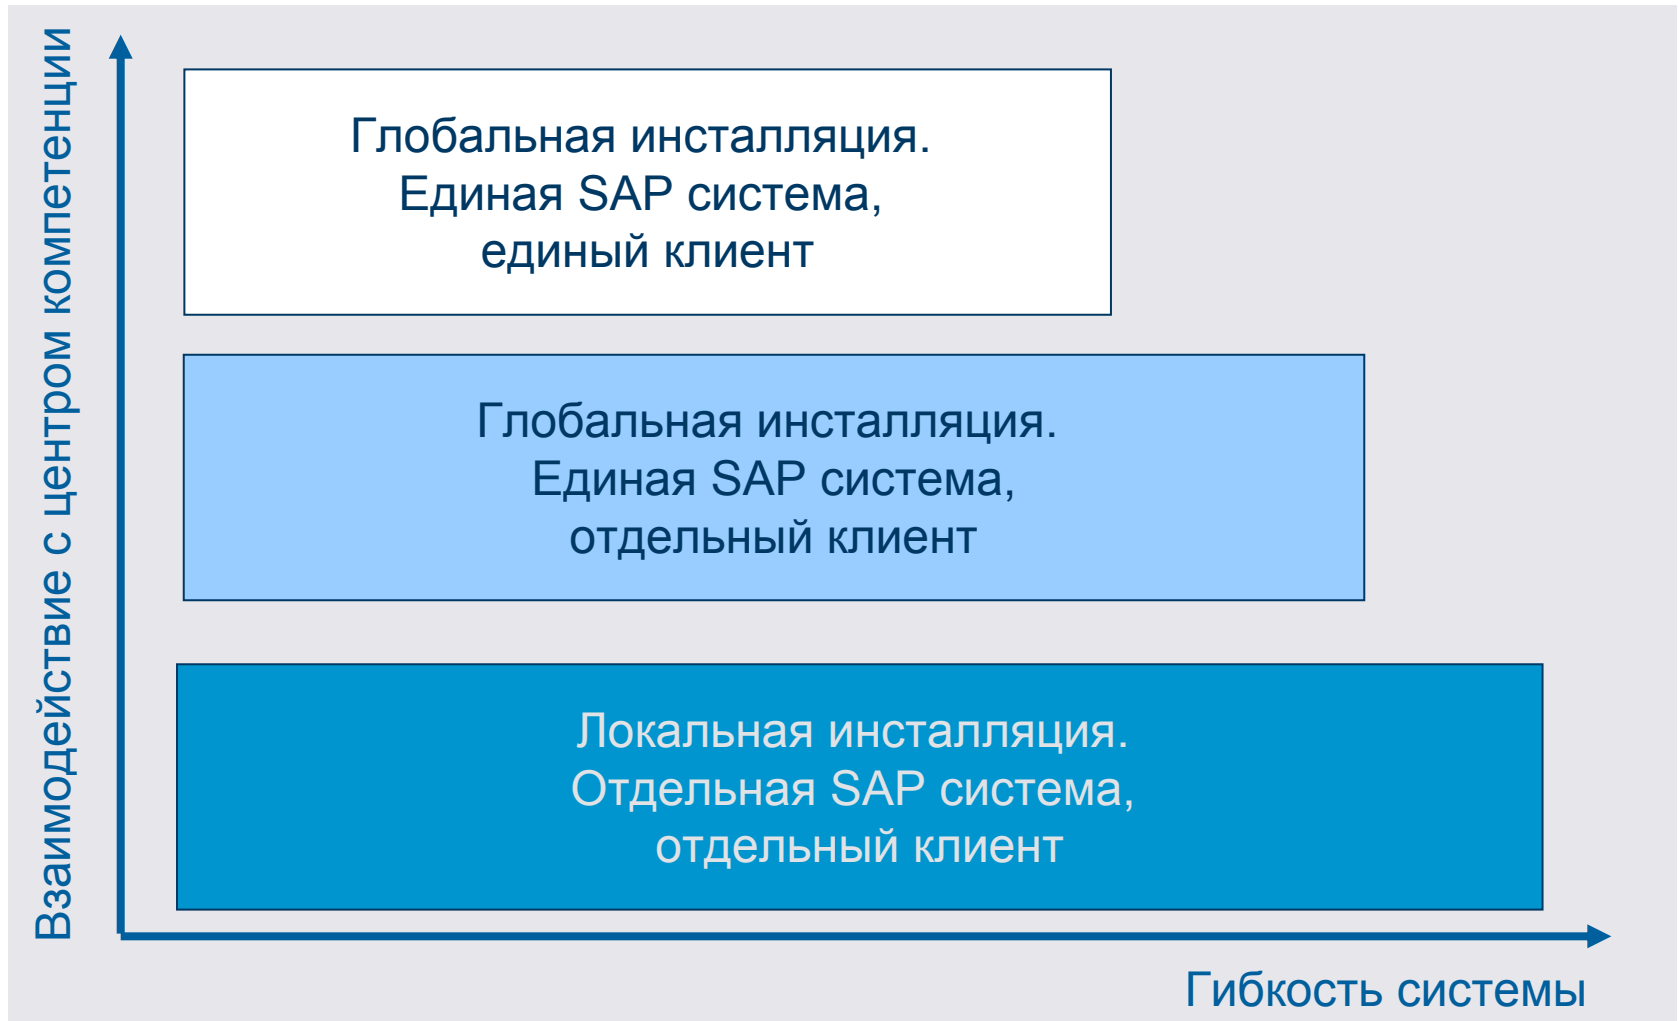 Взаимодействие с центром компетенции
Глобальная инсталляция.
Единая SAP система,
единый клиент
Глобальная инсталляция.
Единая SAP система,
отдельный клиент
Локальная инсталляция.
Отдельная SAP система,
отдельный клиент
Гибкость системы